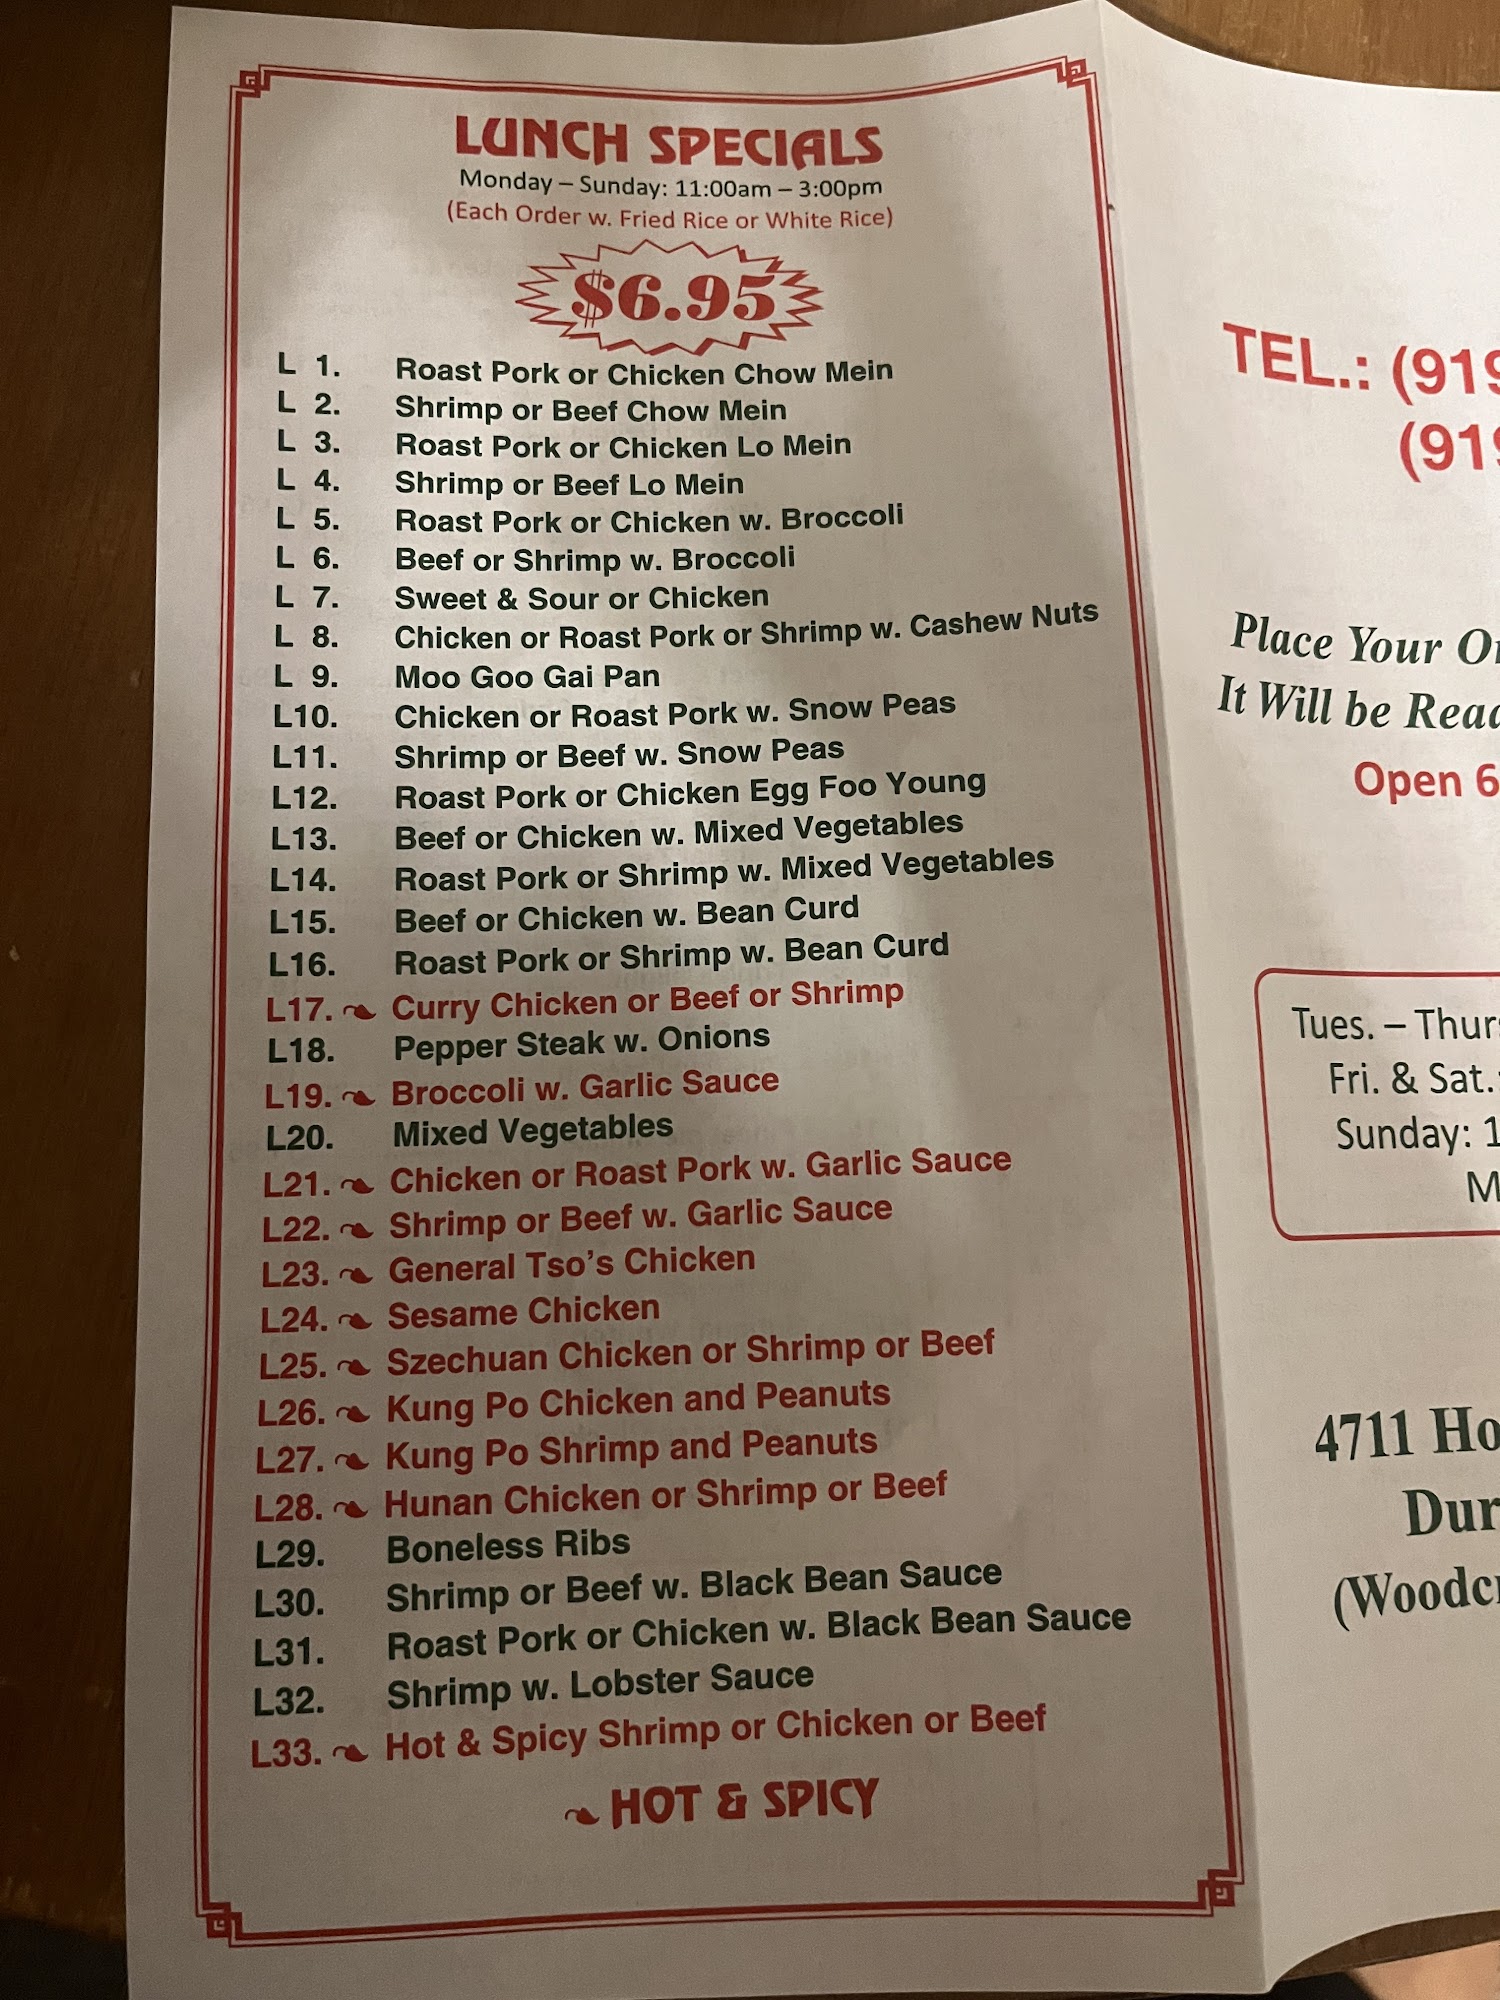 LUNCH SPECIALS
Monday – Sunday: 11:00am – 3:00pm
(Each Order w. Fried Rice or White Rice)
$6.95
L 1. Roast Pork or Chicken Chow Mein
L 2. Shrimp or Beef Chow Mein
L 3. Roast Pork or Chicken Lo Mein
L 4. Shrimp or Beef Lo Mein
L 5. Roast Pork or Chicken w. Broccoli
L 6. Beef or Shrimp w. Broccoli
L 7. Sweet & Sour or Chicken
L 8. Chicken or Roast Pork or Shrimp w. Cashew Nuts
L 9. Moo Goo Gai Pan
L10. Chicken or Roast Pork w. Snow Peas
L11. Shrimp or Beef w. Snow Peas
L12. Roast Pork or Chicken Egg Foo Young
L13. Beef or Chicken w. Mixed Vegetables
L14. Roast Pork or Shrimp w. Mixed Vegetables
L15. Beef or Chicken w. Bean Curd
L16. Roast Pork or Shrimp w. Bean Curd
L17. Curry Chicken or Beef or Shrimp
L18. Pepper Steak w. Onions
L19. Broccoli w. Garlic Sauce
L20. Mixed Vegetables
L21. Chicken or Roast Pork w. Garlic Sauce
L22. Shrimp or Beef w. Garlic Sauce
L23. General Tso's Chicken
L24. Sesame Chicken
L25. Szechuan Chicken or Shrimp or Beef
L26. Kung Po Chicken and Peanuts
L27. Kung Po Shrimp and Peanuts
L28. Hunan Chicken or Shrimp or Beef
L29. Boneless Ribs
L30. Shrimp or Beef w. Black Bean Sauce
L31. Roast Pork or Chicken w. Black Bean Sauce
L32. Shrimp w. Lobster Sauce
L33. Hot & Spicy Shrimp or Chicken or Beef
HOT & SPICY
TEL.: (919
(919
Place Your Or
It Will be Read
Open 6
Tues. – Thurs
Fri. & Sat.:
Sunday: 1
M
4711 Ho
Dur
(Woodcr